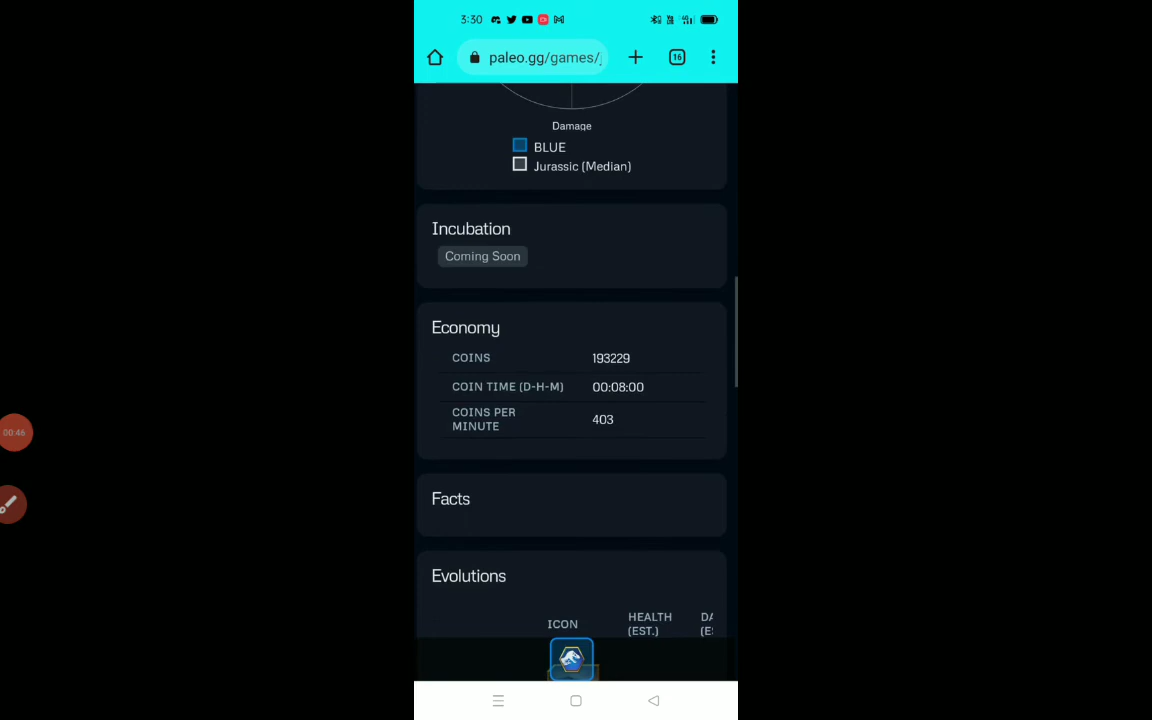 3:30
paleo.gg/games/j
16
Damage
BLUE
Jurassic (Median)
Incubation
Coming Soon
Economy
COINS 193229
COIN TIME (D-H-M) 00:08:00
COINS PER
MINUTE 403
00:46
Facts
Evolutions
ICON HEALTH
(EST.) DA
(E: